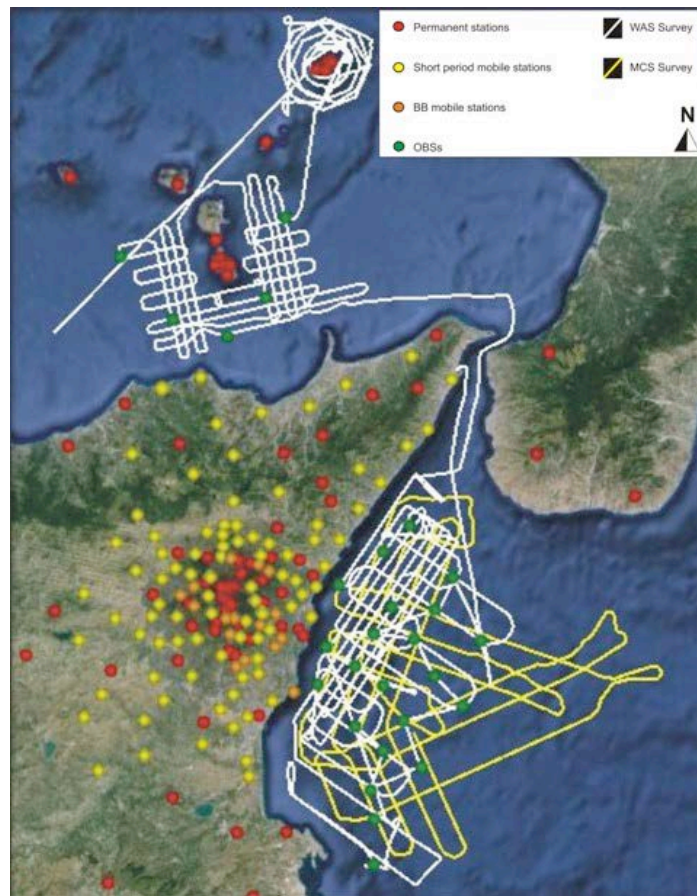 Permanent stations
WAS Survey
Short period mobile stations
MCS Survey
BB mobile stations
N
OBSs